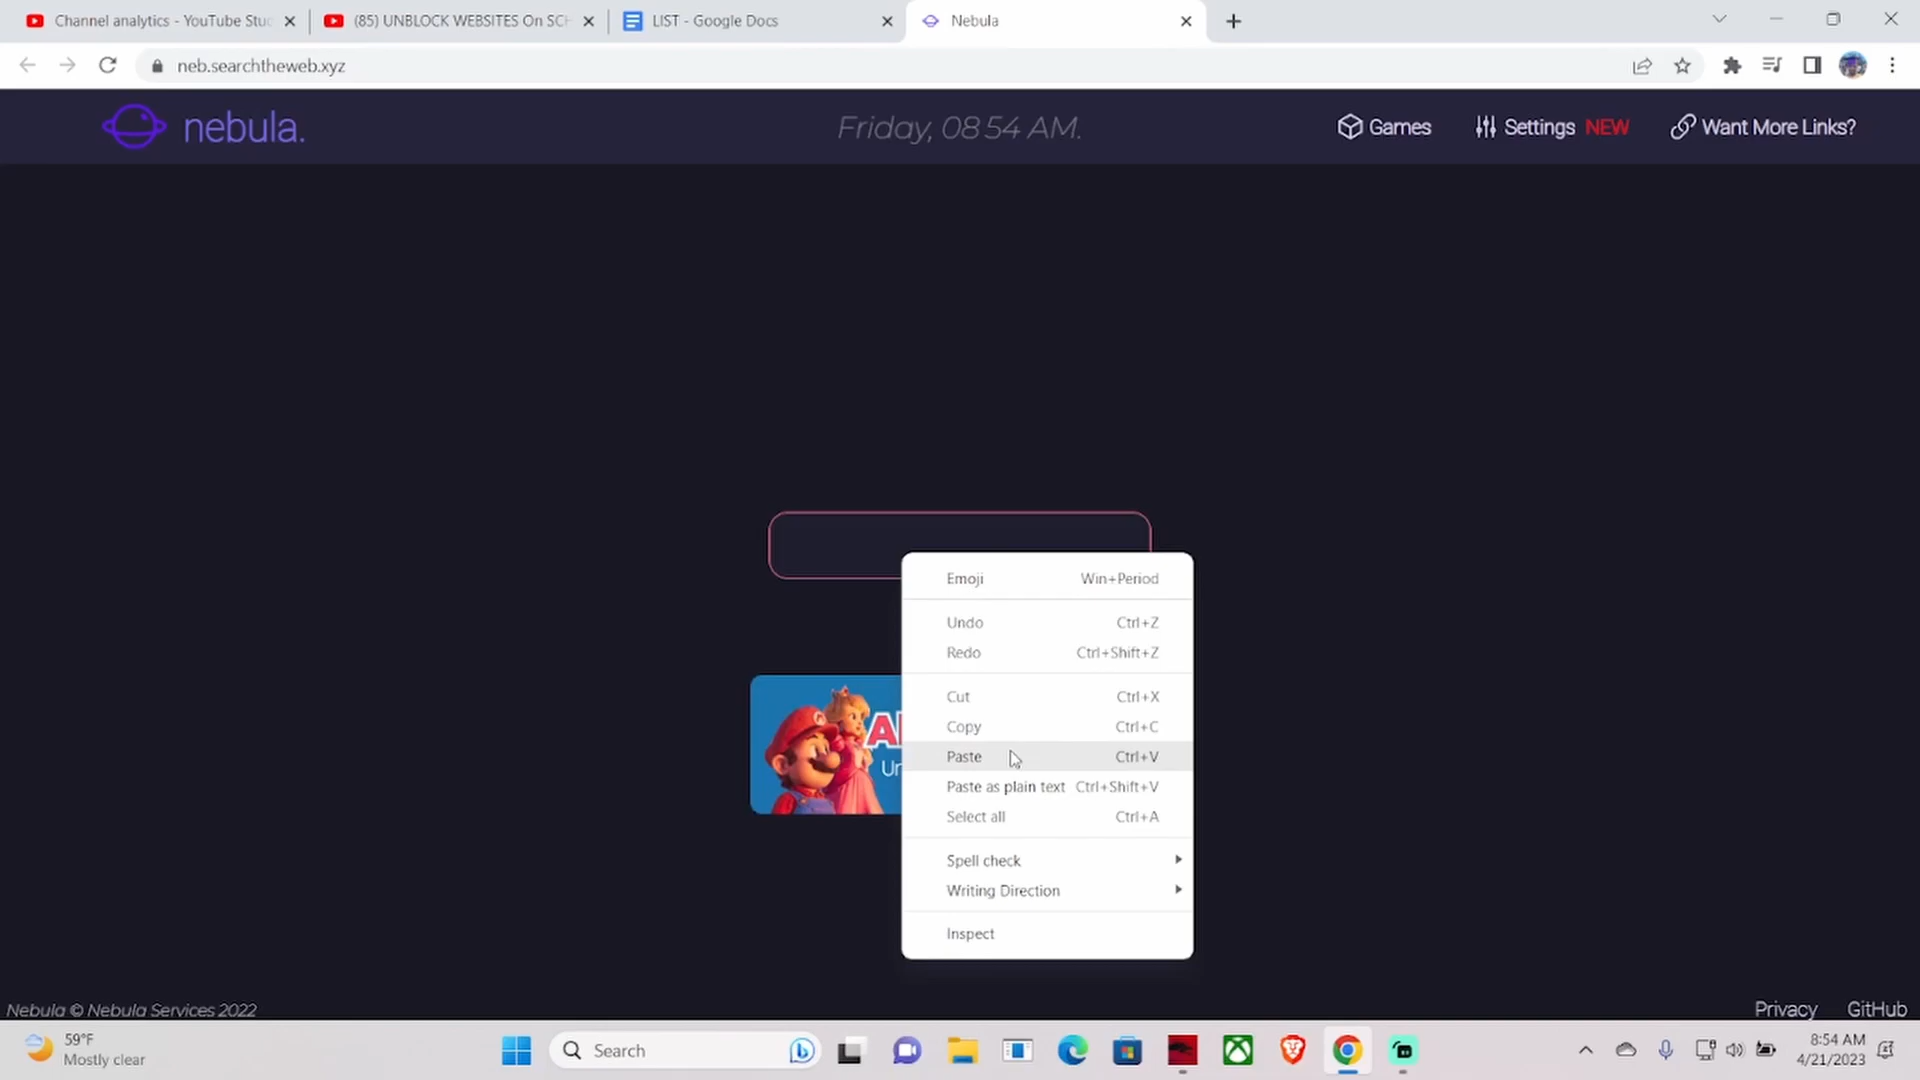 Channel analytics - YouTube Stu
(85) UNBLOCK WEBSITES On SCH
LIST - Google Docs
Nebula
neb.searchtheweb.xyz
nebula.
Friday, 08 54 AM.
Games
Settings NEW
Want More Links?
Emoji Win+Period
Undo Ctrl+Z
Redo Ctrl+Shift+Z
Cut Ctrl+X
Copy Ctrl+C
Paste Ctrl+V
Paste as plain text Ctrl+Shift+V
Select all Ctrl+A
Spell check
Writing Direction
Inspect
Nebula © Nebula Services 2022
Privacy GitHub
59°F
Mostly clear
Search
8:54 AM
4/21/2023